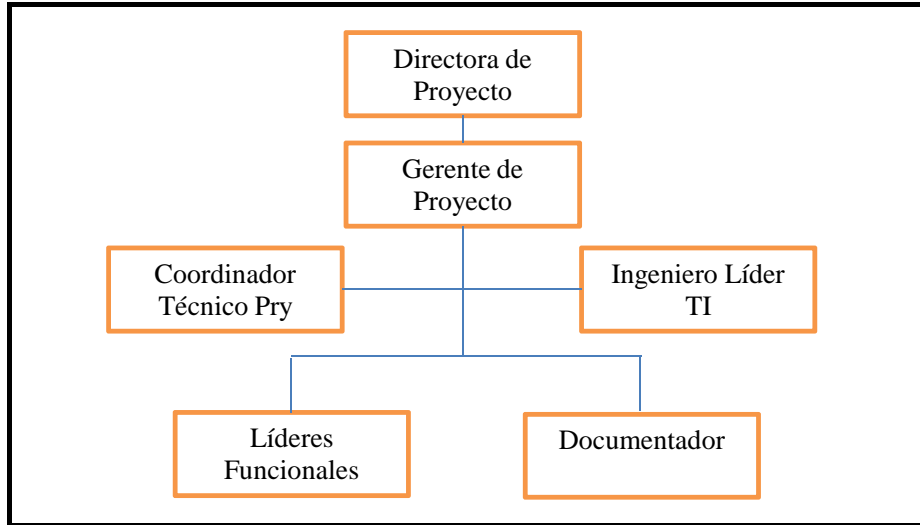 Directora de
Proyecto
Gerente de
Proyecto
Coordinador
Técnico Pry
Ingeniero Líder
TI
Líderes
Funcionales
Documentador